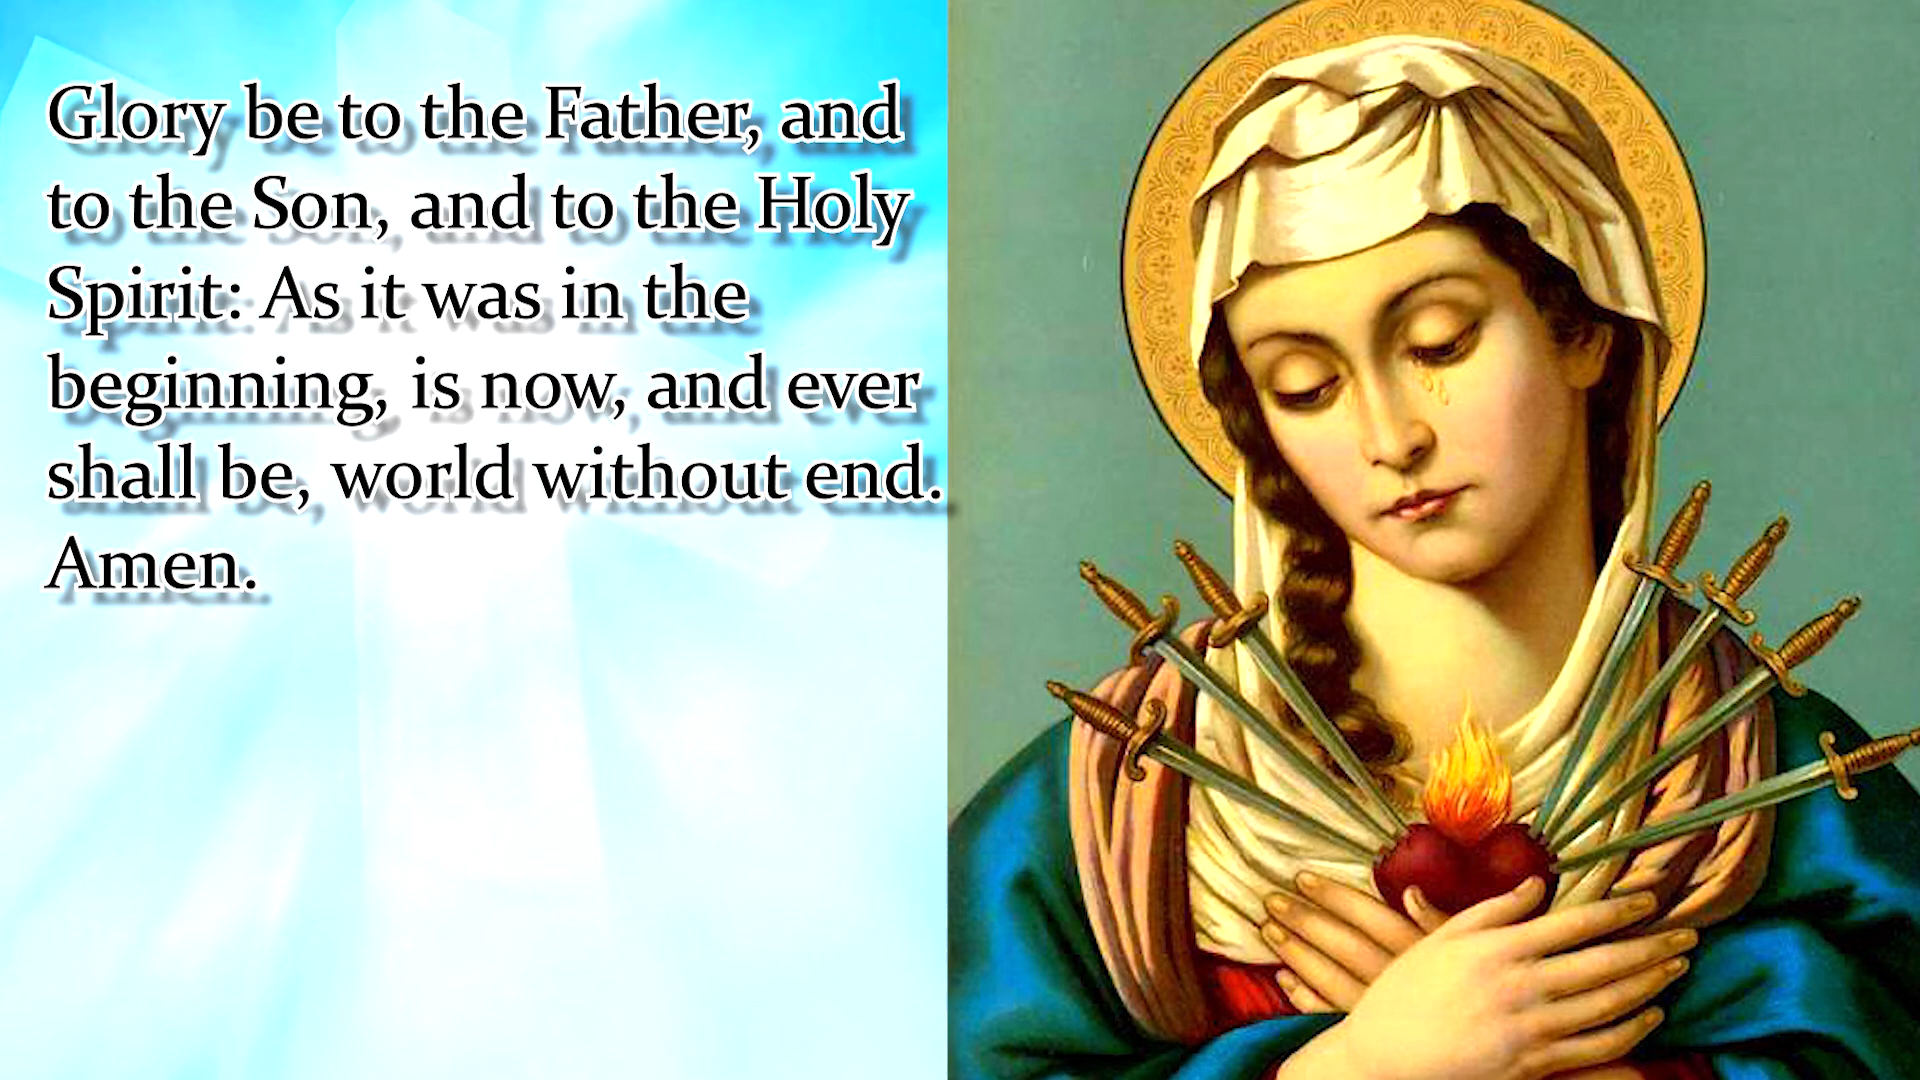 Glory be to the Father, and
to the Son, and to the Holy
Spirit: As it was in the
beginning, is now, and ever
shall be, world without end.
Amen.